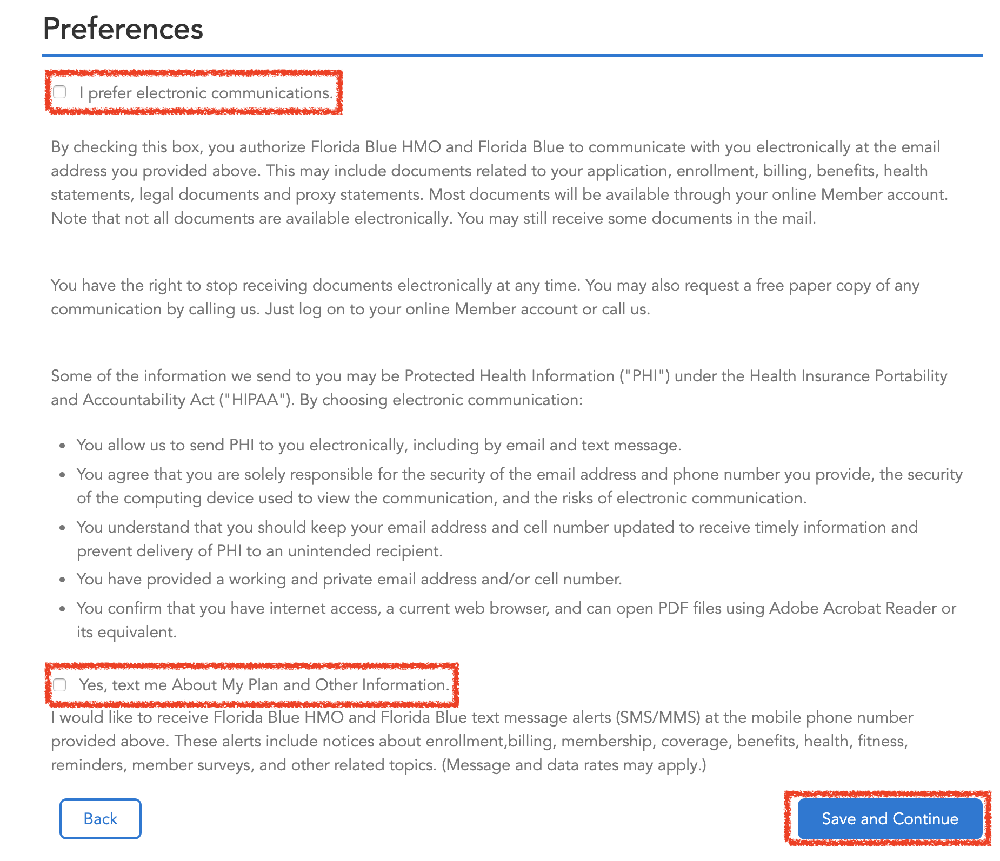 Preferences
I prefer electronic communications.
By checking this box, you authorize Florida Blue HMO and Florida Blue to communicate with you electronically at the email
address you provided above. This may include documents related to your application, enrollment, billing, benefits, health
statements, legal documents and proxy statements. Most documents will be available through your online Member account.
Note that not all documents are available electronically. You may still receive some documents in the mail.
You have the right to stop receiving documents electronically at any time. You may also request a free paper copy of any
communication by calling us. Just log on to your online Member account or call us.
Some of the information we send to you may be Protected Health Information ("PHI") under the Health Insurance Portability
and Accountability Act ("HIPAA"). By choosing electronic communication:
• You allow us to send PHI to you electronically, including by email and text message.
• You agree that you are solely responsible for the security of the email address and phone number you provide, the security
of the computing device used to view the communication, and the risks of electronic communication.
• You understand that you should keep your email address and cell number updated to receive timely information and
prevent delivery of PHI to an unintended recipient.
• You have provided a working and private email address and/or cell number.
• You confirm that you have internet access, a current web browser, and can open PDF files using Adobe Acrobat Reader or
its equivalent.
Yes, text me About My Plan and Other Information.
I would like to receive Florida Blue HMO and Florida Blue text message alerts (SMS/MMS) at the mobile phone number
provided above. These alerts include notices about enrollment,billing, membership, coverage, benefits, health, fitness,
reminders, member surveys, and other related topics. (Message and data rates may apply.)
Back
Save and Continue